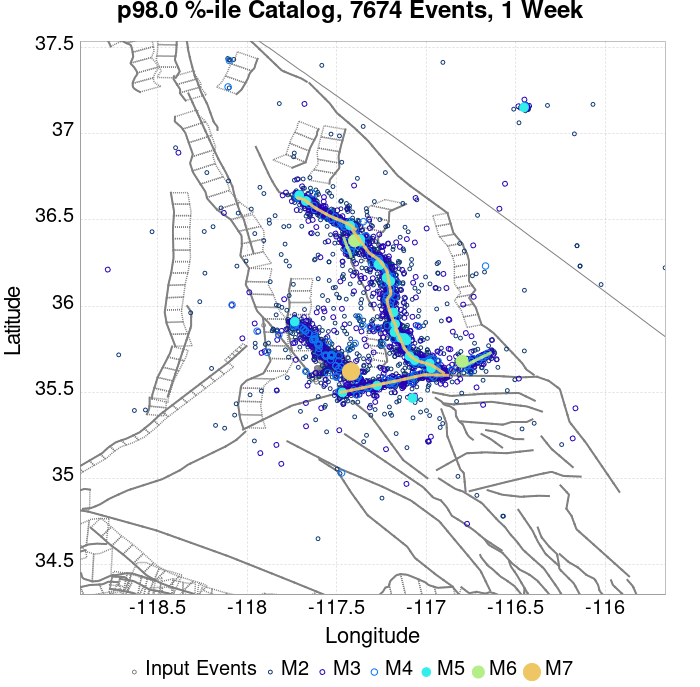 p98.0 %-ile Catalog, 7674 Events, 1 Week
37.5
37
36.5
36
35.5
35
34.5
Latitude
-118.5 -118 -117.5 -117 -116.5 -116
Longitude
Input Events M2 M3 M4 M5 M6 M7